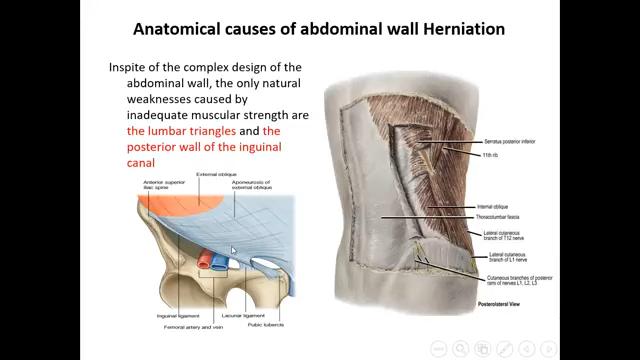 Anatomical causes of abdominal wall Herniation
Inspite of the complex design of the
abdominal wall, the only natural
weaknesses caused by
inadequate muscular strength are
the lumbar triangles and the
posterior wall of the inguinal
canal
External oblique
Anterior superior
iliac spine
Aponeurosis of
external oblique
Inguinal ligament
Lacunar ligament
Femoral artery and vein
Pubic tubercle
Serratus posterior inferior
11th rib
Internal oblique
Thoracolumbar fascia
Lateral cutaneous
branch of T12 nerve
Lateral cutaneous
branch of L1 nerve
Cutaneous branches of posterior
rami of nerves L1, L2, L3
Posterolateral View